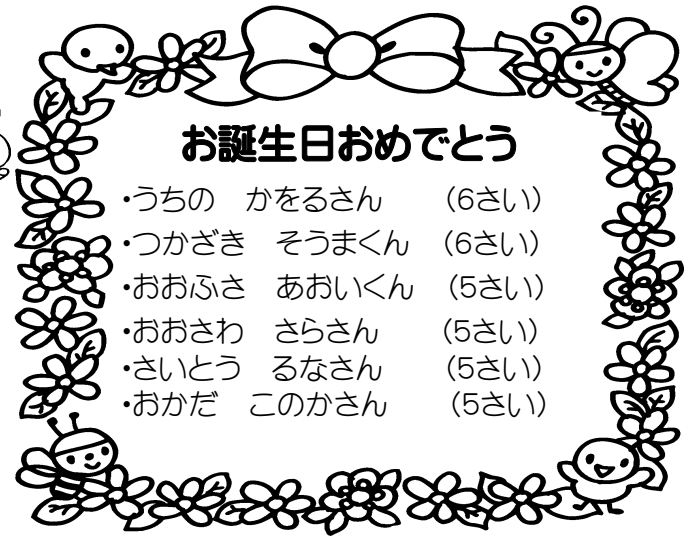 お誕生日おめでとう
・うちの　かをるさん　　（6さい）
・つかざき　そうまくん　（6さい）
・おおふさ　あおいくん　（5さい）
・おおさわ　さらさん　　（5さい）
・さいとう　るなさん　　（5さい）
・おかだ　このかさん　　（5さい）